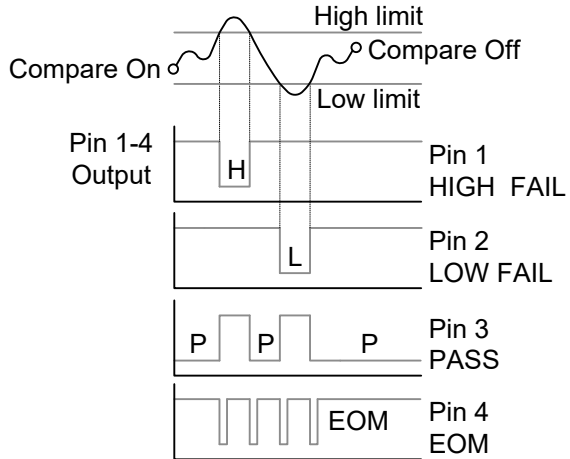 High limit
Compare On
Compare Off
Low limit
Pin 1-4
Output
H
Pin 1
HIGH FAIL
L
Pin 2
LOW FAIL
P
P
P
Pin 3
PASS
EOM
Pin 4
EOM